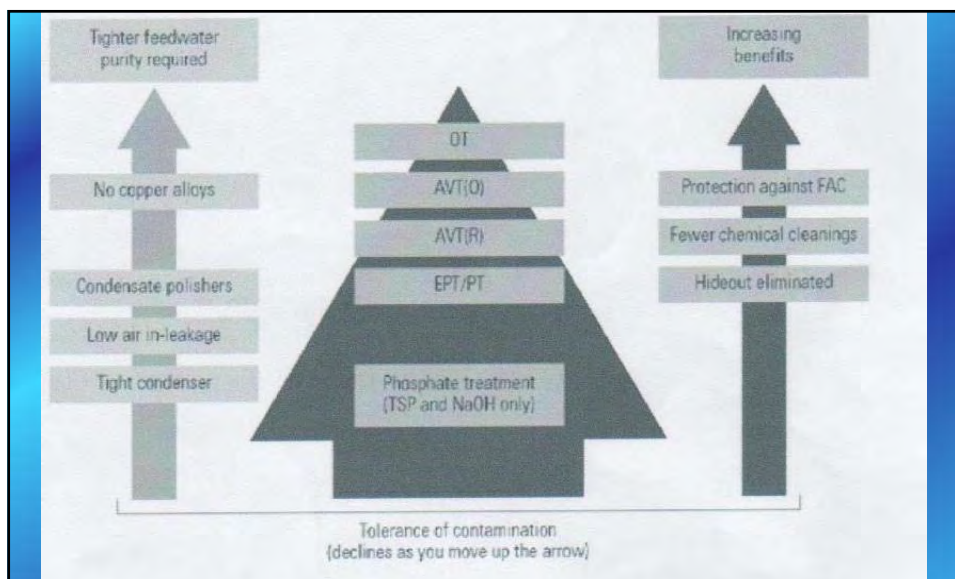 Tighter feedwater
purity required
No copper alloys
Condensate polishers
Low air in-leakage
Tight condenser
OT
AVT(O)
AVT(R)
EPT/PT
Phosphate treatment
(TSP and NaOH only)
Increasing
benefits
Protection against FAC
Fewer chemical cleanings
Hideout eliminated
Tolerance of contamination
(declines as you move up the arrow)